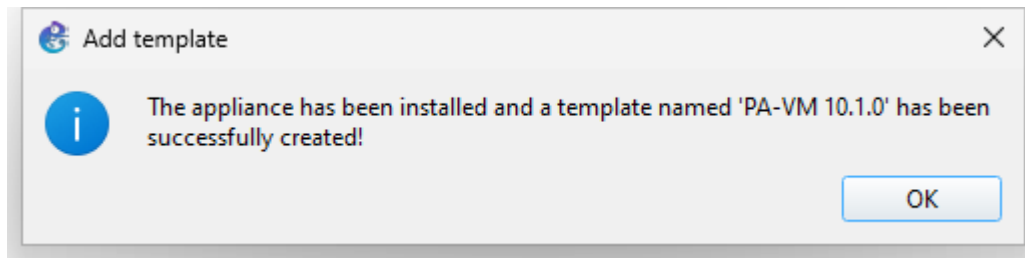 Add template
The appliance has been installed and a template named 'PA-VM 10.1.0' has been
successfully created!
OK